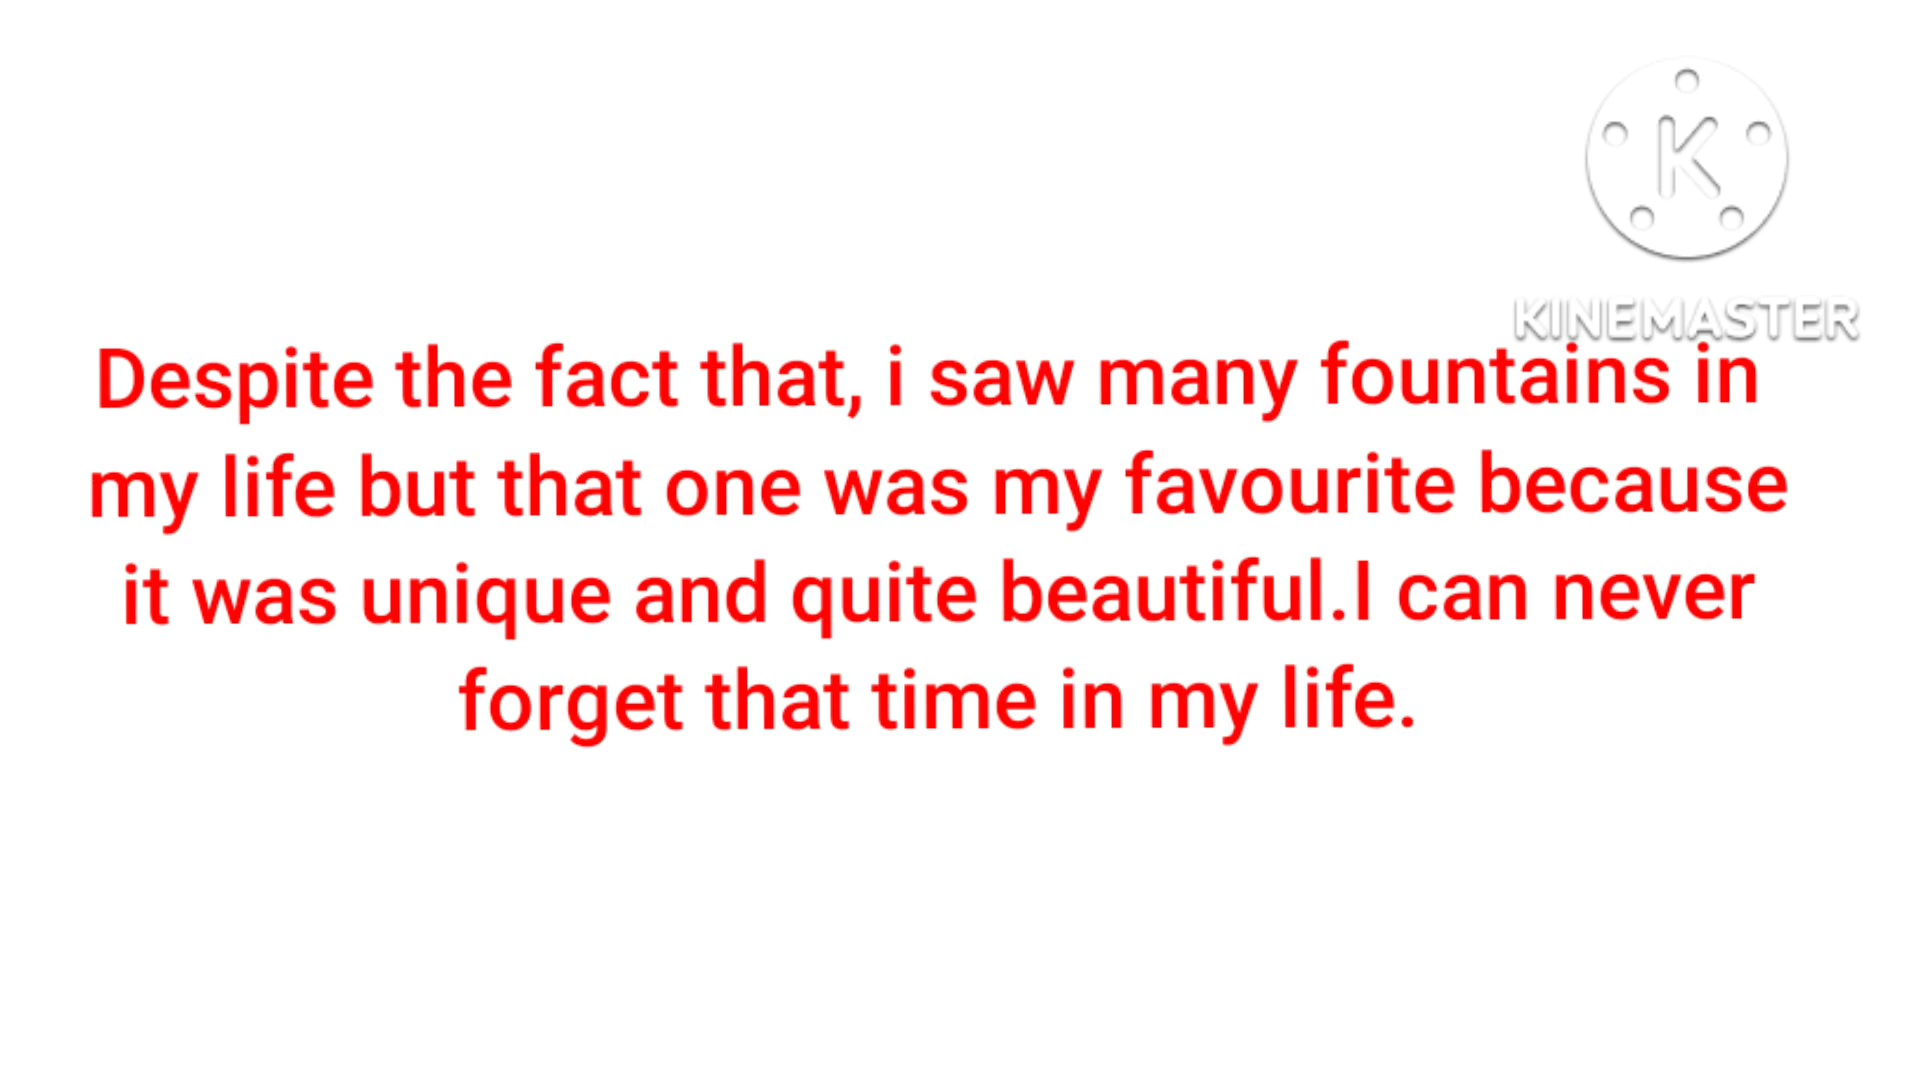 K
KINEMASTER
Despite the fact that, i saw many fountains in
my life but that one was my favourite because
it was unique and quite beautiful.I can never
forget that time in my life.